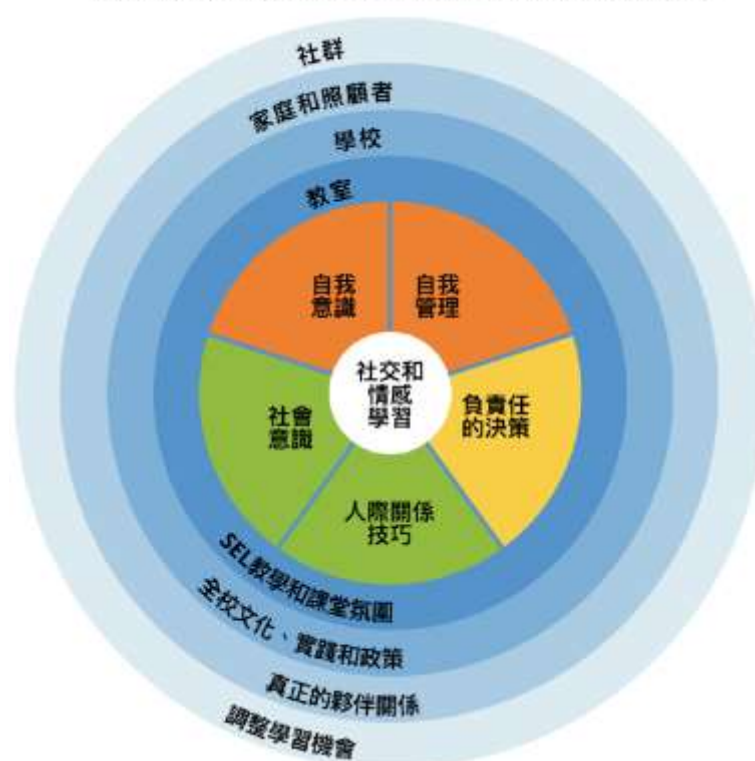 社群
家庭和照顧者
學校
教室
自我
意識
自我
管理
社交和
情感
學習
社會
意識
負責任
的決策
人際關係
技巧
SEL教學和課堂氛圍
全校文化、實踐和政策
真正的夥伴關係
調整學習機會